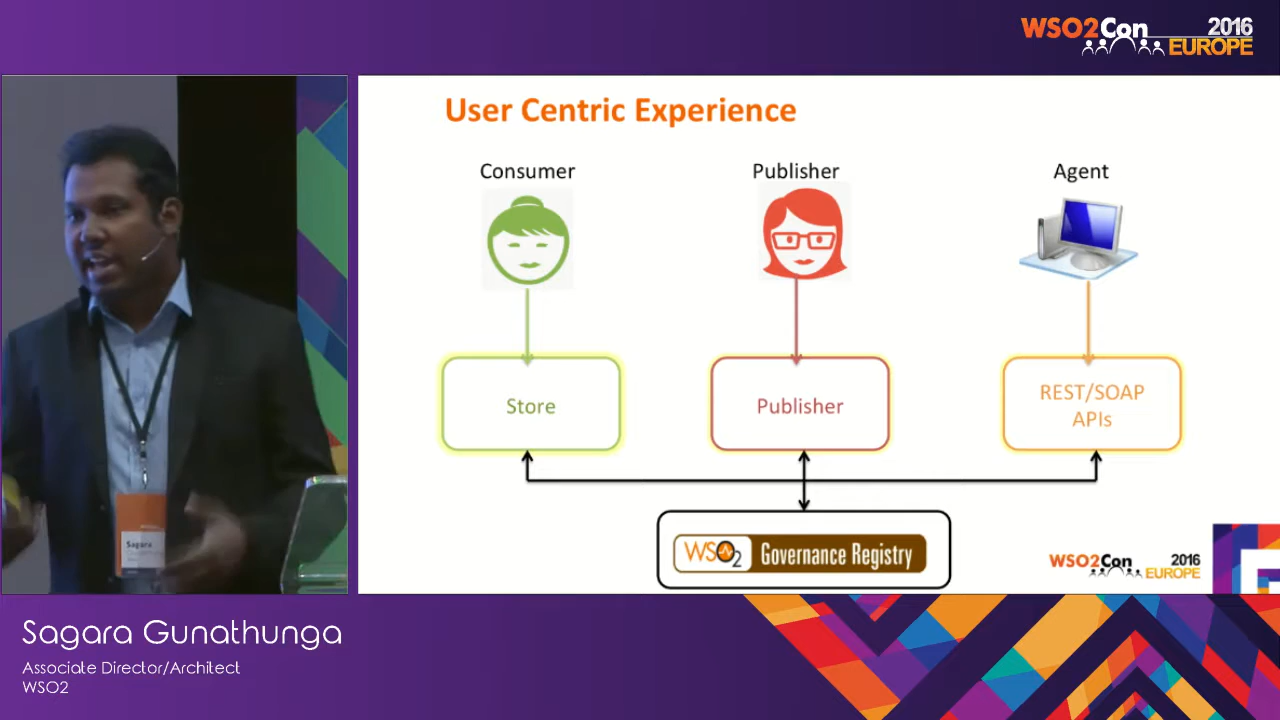 WSO2Con 2016
EUROPE
User Centric Experience
Consumer
Publisher
Agent
Store
Publisher
REST/SOAP
APIs
WSO2 Governance Registry
WSO2Con 2016
EUROPE
Sagara
Sagara Gunathunga
Associate Director/Architect
WSO2